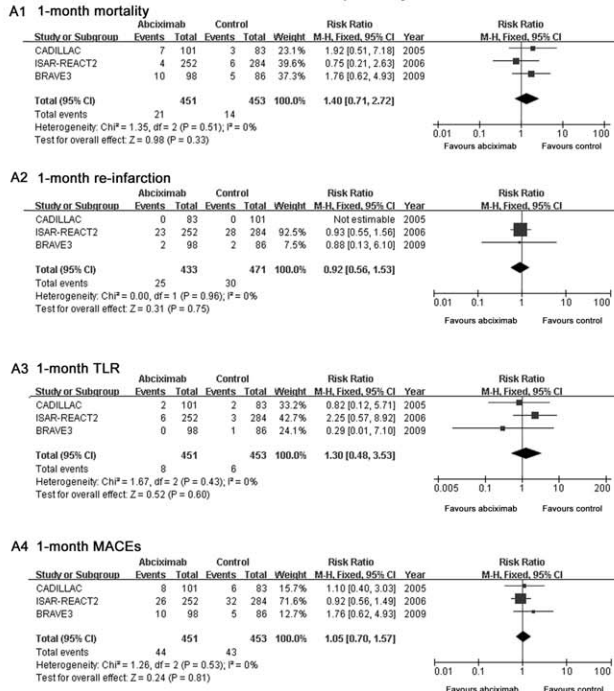 A1 1-month mortality
Abciximab Control Risk Ratio Risk Ratio
Study or Subgroup Events Total Events Total Weight M-H, Fixed, 95% CI Year M-H, Fixed, 95% CI
CADILLAC 7 101 3 83 23.1% 1.92 [0.51, 7.18] 2005
ISAR-REACT2 4 252 6 284 39.6% 0.75 [0.21, 2.63] 2006
BRAVE3 10 98 5 86 37.3% 1.76 [0.62, 4.93] 2009
Total (95% CI) 451 453 100.0% 1.40 [0.71, 2.72]
Total events 21 14
Heterogeneity: Chi² = 1.35, df = 2 (P = 0.51); I² = 0%
Test for overall effect: Z = 0.98 (P = 0.33)
0.01 0.1 1 10 100
Favours abciximab Favours control
A2 1-month re-infarction
Abciximab Control Risk Ratio Risk Ratio
Study or Subgroup Events Total Events Total Weight M-H, Fixed, 95% CI Year M-H, Fixed, 95% CI
CADILLAC 0 83 0 101 Not estimable 2005
ISAR-REACT2 23 252 28 284 92.5% 0.93 [0.55, 1.56] 2006
BRAVE3 2 98 2 86 7.5% 0.88 [0.13, 6.10] 2009
Total (95% CI) 433 471 100.0% 0.92 [0.56, 1.53]
Total events 25 30
Heterogeneity: Chi² = 0.00, df = 1 (P = 0.96); I² = 0%
Test for overall effect: Z = 0.31 (P = 0.75)
0.01 0.1 1 10 100
Favours abciximab Favours control
A3 1-month TLR
Abciximab Control Risk Ratio Risk Ratio
Study or Subgroup Events Total Events Total Weight M-H, Fixed, 95% CI Year M-H, Fixed, 95% CI
CADILLAC 2 101 2 83 33.2% 0.82 [0.12, 5.71] 2005
ISAR-REACT2 6 252 3 284 42.7% 2.25 [0.57, 8.92] 2006
BRAVE3 0 98 1 86 24.1% 0.29 [0.01, 7.10] 2009
Total (95% CI) 451 453 100.0% 1.30 [0.48, 3.53]
Total events 8 6
Heterogeneity: Chi² = 1.67, df = 2 (P = 0.43); I² = 0%
Test for overall effect: Z = 0.52 (P = 0.60)
0.005 0.1 1 10 200
Favours abciximab Favours control
A4 1-month MACEs
Abciximab Control Risk Ratio Risk Ratio
Study or Subgroup Events Total Events Total Weight M-H, Fixed, 95% CI Year M-H, Fixed, 95% CI
CADILLAC 8 101 6 83 15.7% 1.10 [0.40, 3.03] 2005
ISAR-REACT2 26 252 32 284 71.6% 0.92 [0.56, 1.49] 2006
BRAVE3 10 98 5 86 12.7% 1.76 [0.62, 4.93] 2009
Total (95% CI) 451 453 100.0% 1.05 [0.70, 1.57]
Total events 44 43
Heterogeneity: Chi² = 1.26, df = 2 (P = 0.53); I² = 0%
Test for overall effect: Z = 0.24 (P = 0.81)
0.01 0.1 1 10 100
Favours abciximab Favours control